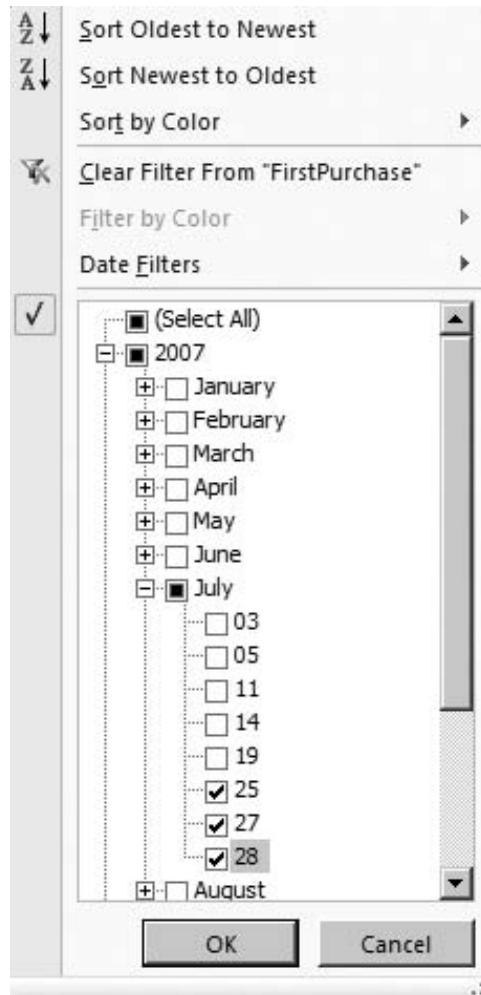 Sort Oldest to Newest
Sort Newest to Oldest
Sort by Color
Clear Filter From "FirstPurchase"
Filter by Color
Date Filters
(Select All)
2007
January
February
March
April
May
June
July
03
05
11
14
19
25
27
28
August
OK Cancel